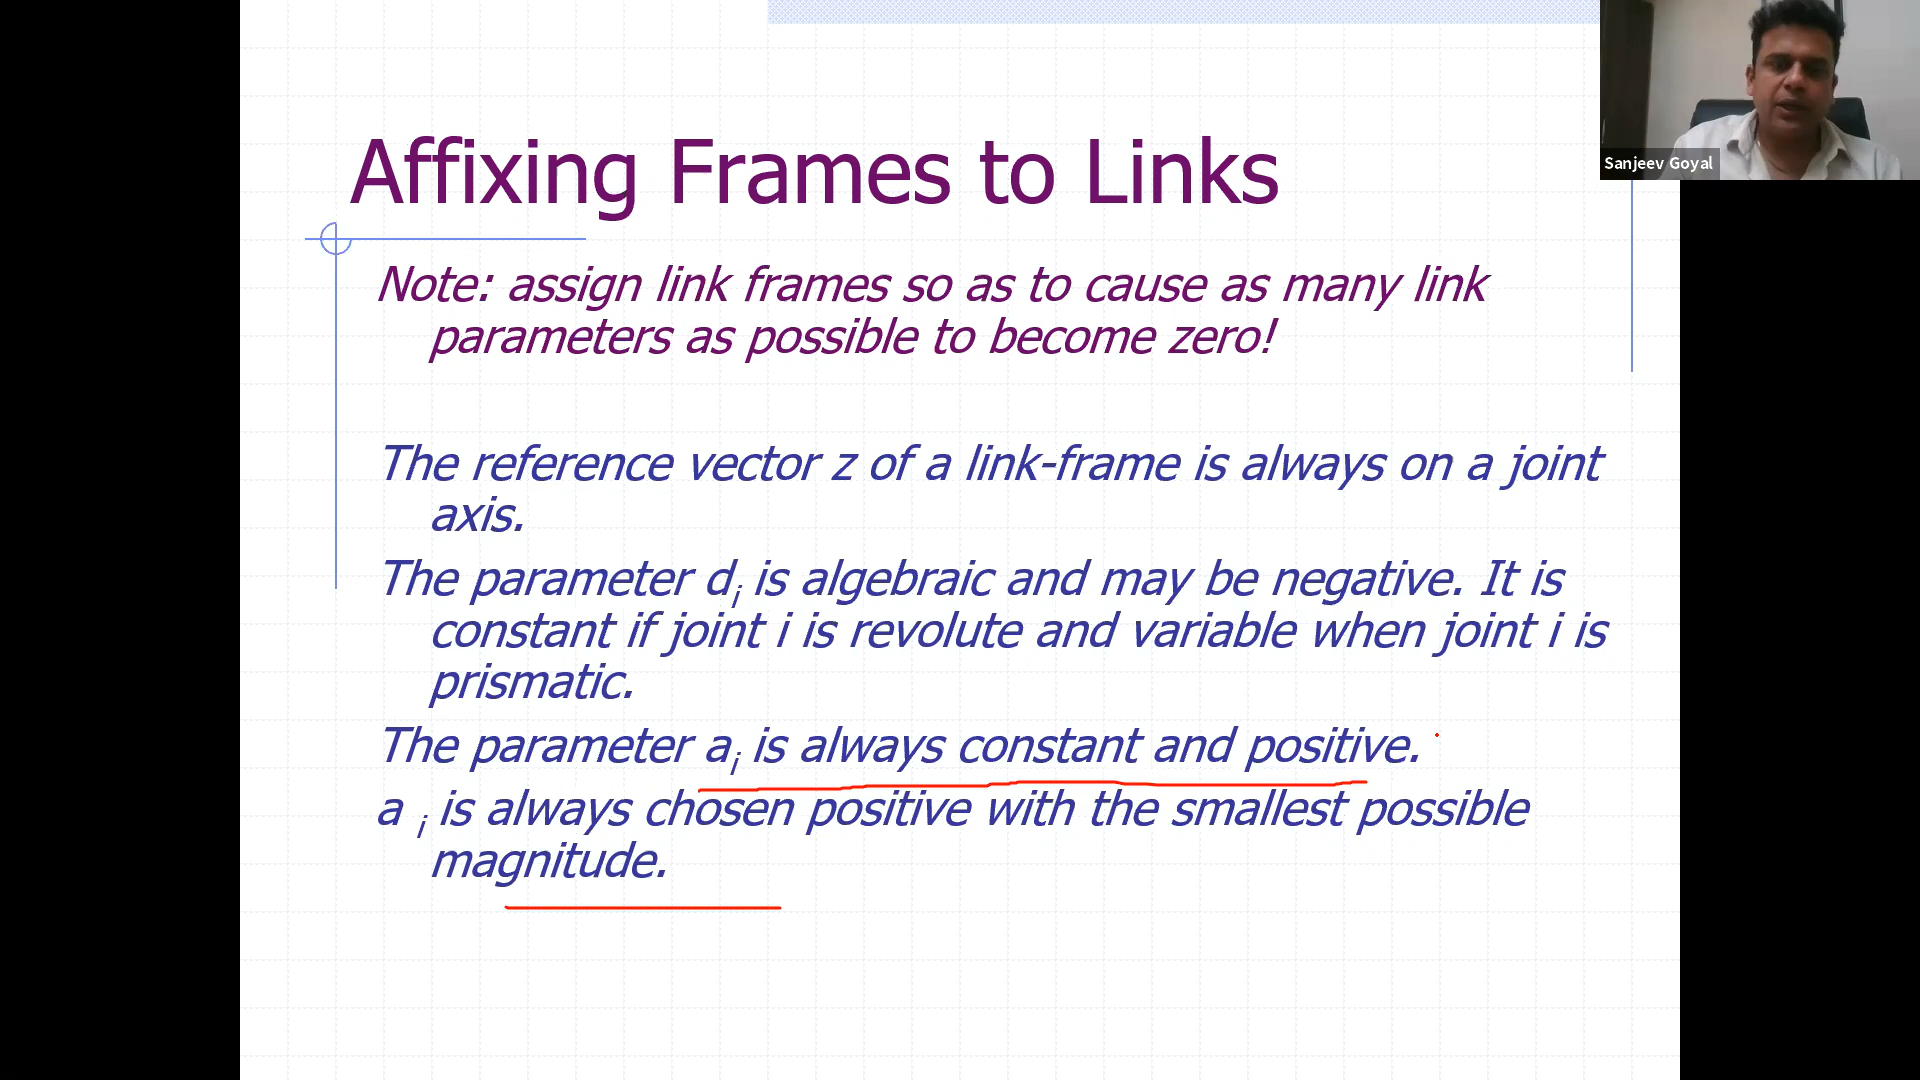 Sanjeev Goyal
Affixing Frames to Links
Note: assign link frames so as to cause as many link
parameters as possible to become zero!
The reference vector z of a link-frame is always on a joint
axis.
The parameter di is algebraic and may be negative. It is
constant if joint i is revolute and variable when joint i is
prismatic.
The parameter ai is always constant and positive.
a i is always chosen positive with the smallest possible
magnitude.